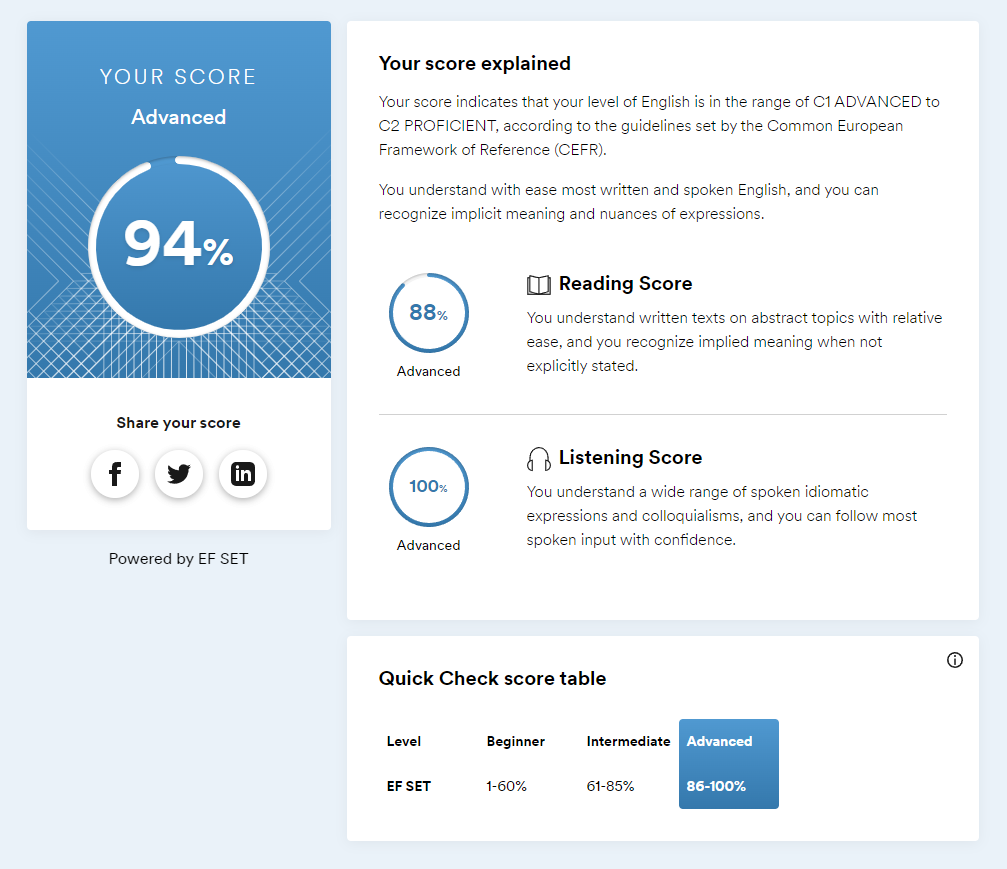 YOUR SCORE
Advanced
94%
Share your score
Powered by EF SET
Your score explained
Your score indicates that your level of English is in the range of C1 ADVANCED to
C2 PROFICIENT, according to the guidelines set by the Common European
Framework of Reference (CEFR).
You understand with ease most written and spoken English, and you can
recognize implicit meaning and nuances of expressions.
88%
Advanced
Reading Score
You understand written texts on abstract topics with relative
ease, and you recognize implied meaning when not
explicitly stated.
100%
Advanced
Listening Score
You understand a wide range of spoken idiomatic
expressions and colloquialisms, and you can follow most
spoken input with confidence.
Quick Check score table
Level Beginner Intermediate Advanced
EF SET 1-60% 61-85% 86-100%